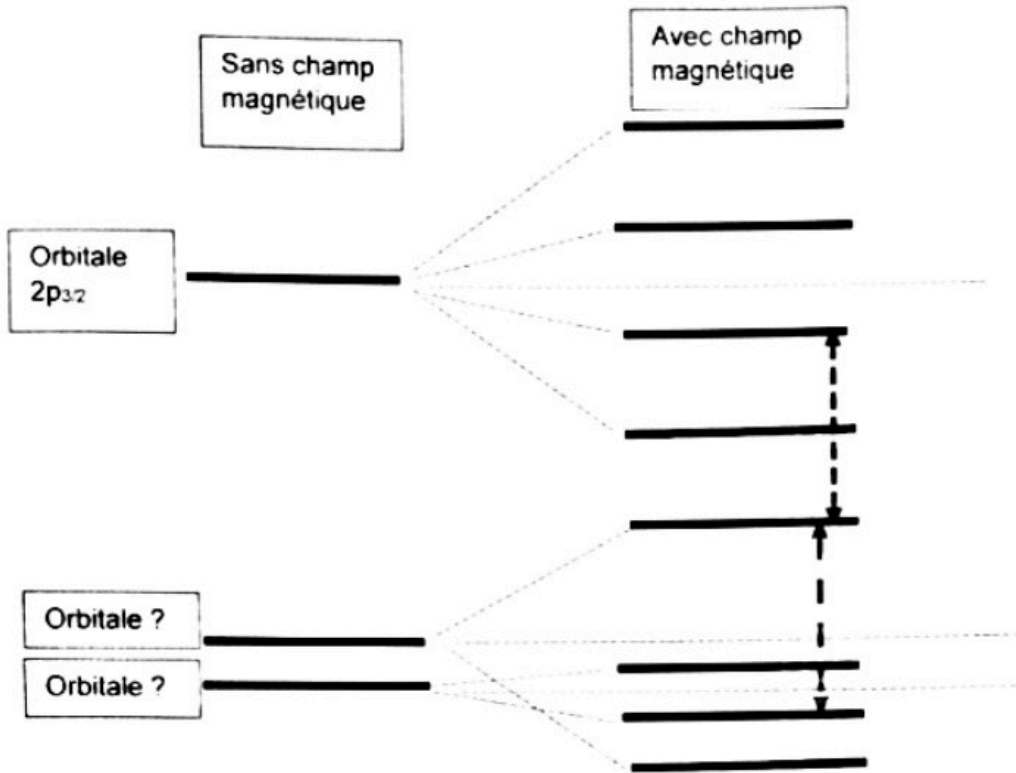 Sans champ
magnétique
Avec champ
magnétique
Orbitale
2p3/2
Orbitale ?
Orbitale ?